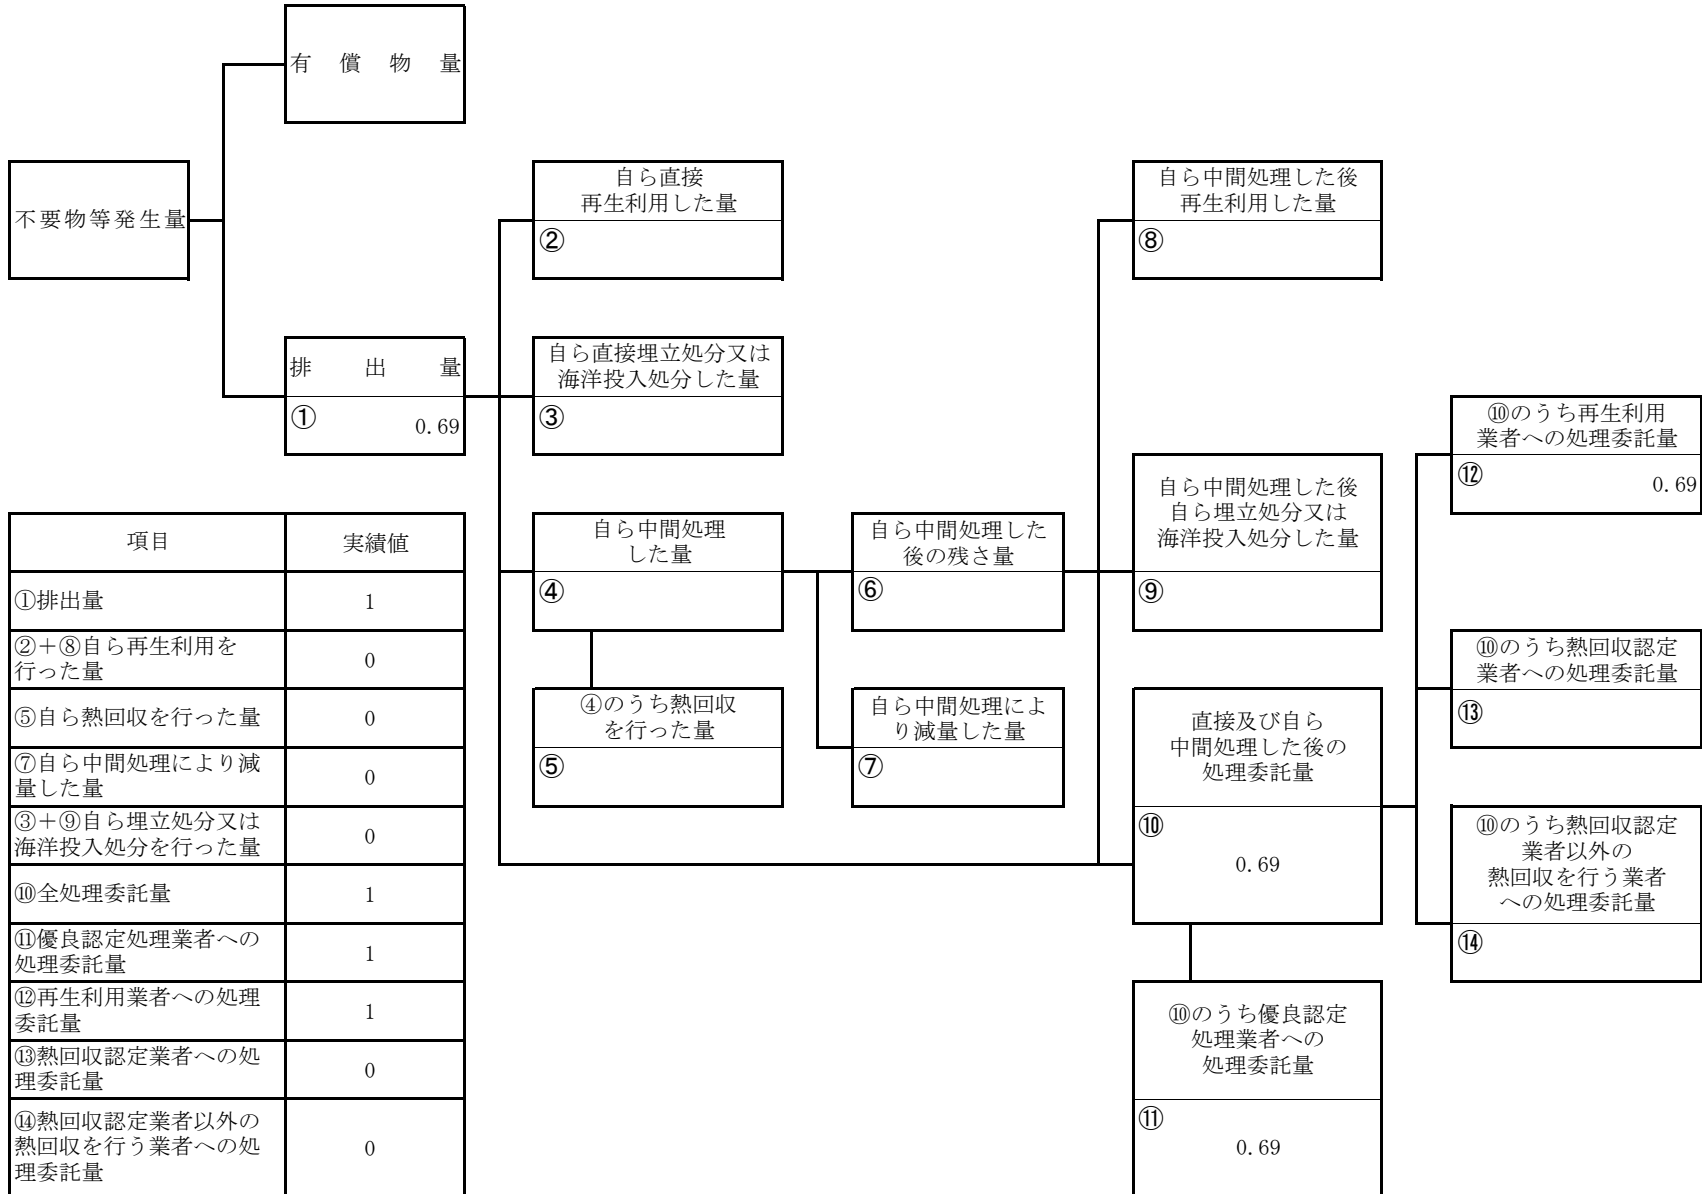 有償物量
不要物等発生量
排出量
① 0.69
自ら直接
再生利用した量
②
自ら直接埋立処分又は
海洋投入処分した量
③
自ら中間処理
した量
④
④のうち熱回収
を行った量
⑤
自ら中間処理した
後の残さ量
⑥
自ら中間処理によ
り減量した量
⑦
自ら中間処理した後
再生利用した量
⑧
自ら中間処理した後
自ら埋立処分又は
海洋投入処分した量
⑨
直接及び自ら
中間処理した後の
処理委託量
⑩
0.69
⑩のうち優良認定
処理業者への
処理委託量
⑪
0.69
⑩のうち再生利用
業者への処理委託量
⑫ 0.69
⑩のうち熱回収認定
業者への処理委託量
⑬
⑩のうち熱回収認定
業者以外の
熱回収を行う業者
への処理委託量
⑭
項目 実績値
①排出量 1
②＋⑧自ら再生利用を
行った量 0
⑤自ら熱回収を行った量 0
⑦自ら中間処理により減
量した量 0
③＋⑨自ら埋立処分又は
海洋投入処分を行った量 0
⑩全処理委託量 1
⑪優良認定処理業者への
処理委託量 1
⑫再生利用業者への処理
委託量 1
⑬熱回収認定業者への処
理委託量 0
⑭熱回収認定業者以外の
熱回収を行う業者への処
理委託量 0